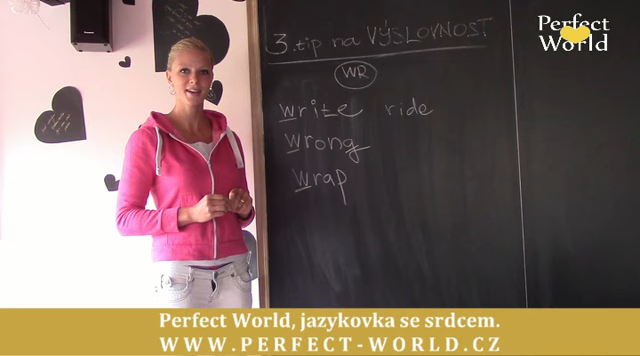 Perfect
World
3. tip na VÝSLOVNOST
WR
write ride
wrong
wrap
Perfect World, jazykovka se srdcem.
WWW.PERFECT-WORLD.CZ